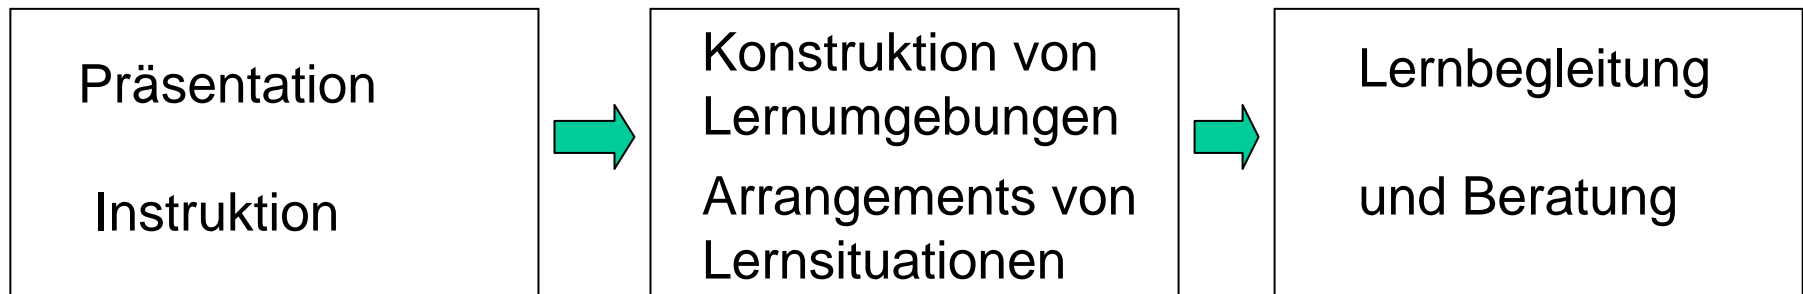 Präsentation
Instruktion
Konstruktion von
Lernumgebungen
Arrangements von
Lernsituationen
Lernbegleitung
und Beratung